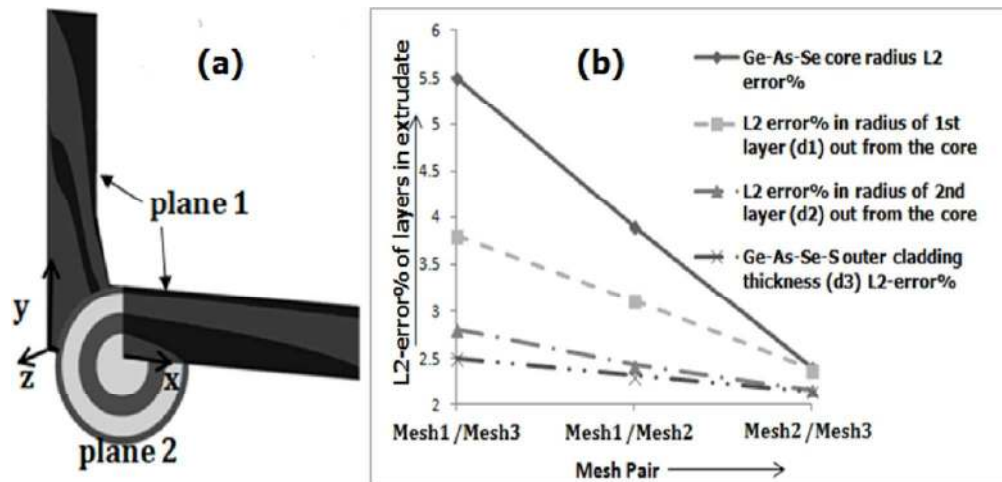 (a)
plane 1
y
z
x
plane 2
(b)
L2-error% of layers in extrudate
6
5.5
5
4.5
4
3.5
3
2.5
2
Mesh1/Mesh3
Mesh1/Mesh2
Mesh2/Mesh3
Mesh Pair
Ge-As-Se core radius L2
error%
L2 error% in radius of 1st
layer (d1) out from the core
L2 error% in radius of 2nd
layer (d2) out from the core
Ge-As-Se-S outer cladding
thickness (d3) L2-error%